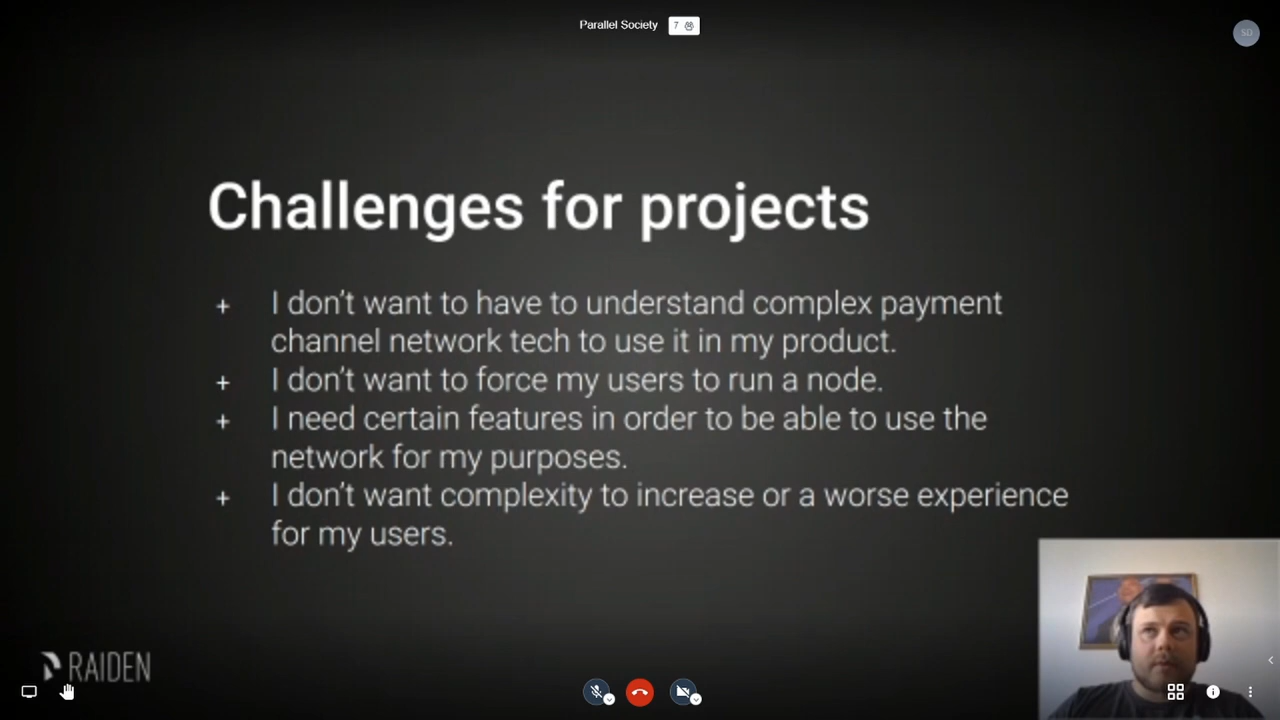 Parallel Society 7
SD
Challenges for projects
+ I don't want to have to understand complex payment
channel network tech to use it in my product.
+ I don't want to force my users to run a node.
+ I need certain features in order to be able to use the
network for my purposes.
+ I don't want complexity to increase or a worse experience
for my users.
RAIDEN